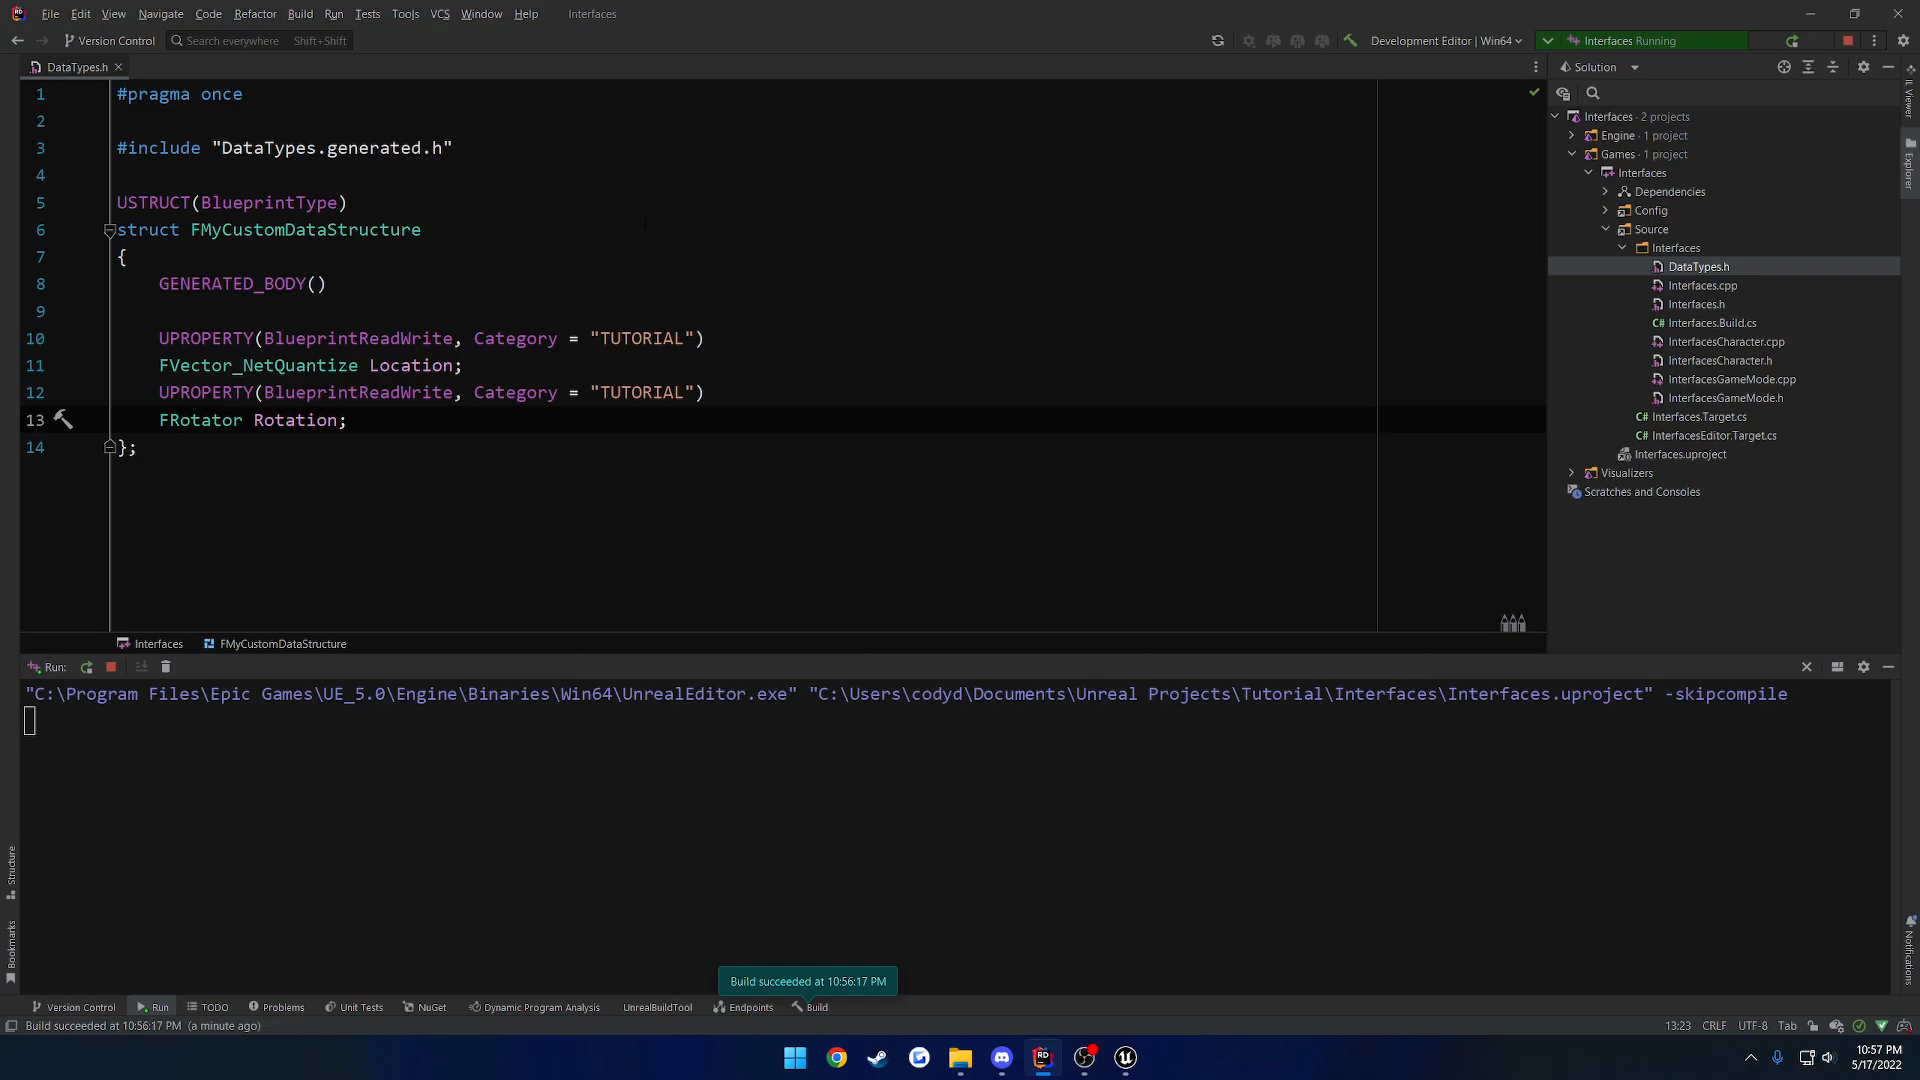 File Edit View Navigate Code Refactor Build Run Tests Tools VCS Window Help Interfaces
Version Control Search everywhere Shift+Shift Development Editor | Win64 Interfaces Running
DataTypes.h
Solution
1 #pragma once
2
3 #include "DataTypes.generated.h"
4
5 USTRUCT(BlueprintType)
6 struct FMyCustomDataStructure
7 {
8 GENERATED_BODY()
9
10 UPROPERTY(BlueprintReadWrite, Category = "TUTORIAL")
11 FVector_NetQuantize Location;
12 UPROPERTY(BlueprintReadWrite, Category = "TUTORIAL")
13 FRotator Rotation;
14 };
Interfaces · 2 projects
Engine · 1 project
Games · 1 project
Interfaces
Dependencies
Config
Source
Interfaces
DataTypes.h
Interfaces.cpp
Interfaces.h
C# Interfaces.Build.cs
InterfacesCharacter.cpp
InterfacesCharacter.h
InterfacesGameMode.cpp
InterfacesGameMode.h
C# Interfaces.Target.cs
C# InterfacesEditor.Target.cs
Interfaces.uproject
Visualizers
Scratches and Consoles
IL Viewer
Explorer
Notifications
Interfaces FMyCustomDataStructure
Run:
"C:\Program Files\Epic Games\UE_5.0\Engine\Binaries\Win64\UnrealEditor.exe" "C:\Users\codyd\Documents\Unreal Projects\Tutorial\Interfaces\Interfaces.uproject" -skipcompile
Structure
Bookmarks
Build succeeded at 10:56:17 PM
Version Control Run TODO Problems Unit Tests NuGet Dynamic Program Analysis UnrealBuildTool Endpoints Build
Build succeeded at 10:56:17 PM (a minute ago) 13:23 CRLF UTF-8 Tab
10:57 PM
5/17/2022